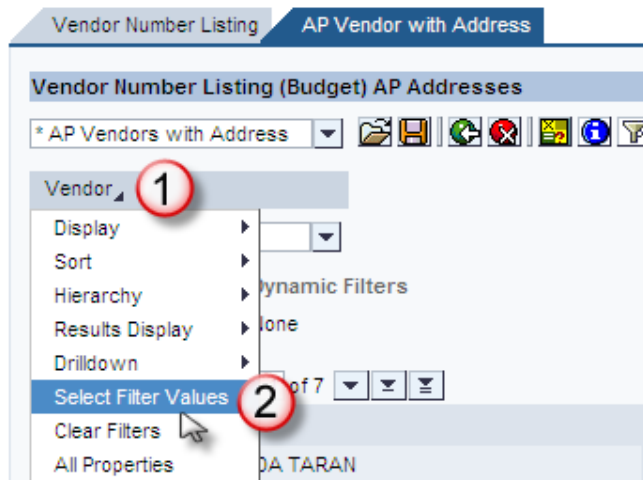 Vendor Number Listing AP Vendor with Address
Vendor Number Listing (Budget) AP Addresses
* AP Vendors with Address
Vendor 1
Display
Sort
Hierarchy Dynamic Filters
Results Display None
Drilldown
Select Filter Values 2 of 7
Clear Filters
All Properties DA TARAN